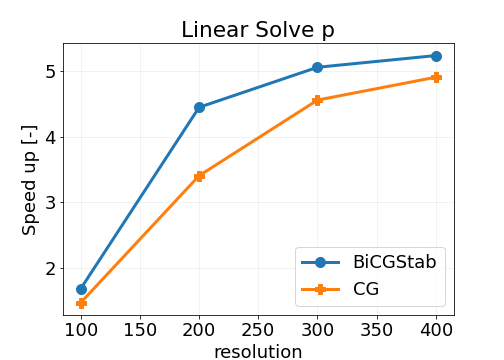 Linear Solve p
Speed up [-]
5
4
3
2
BiCGStab
CG
100 150 200 250 300 350 400
resolution